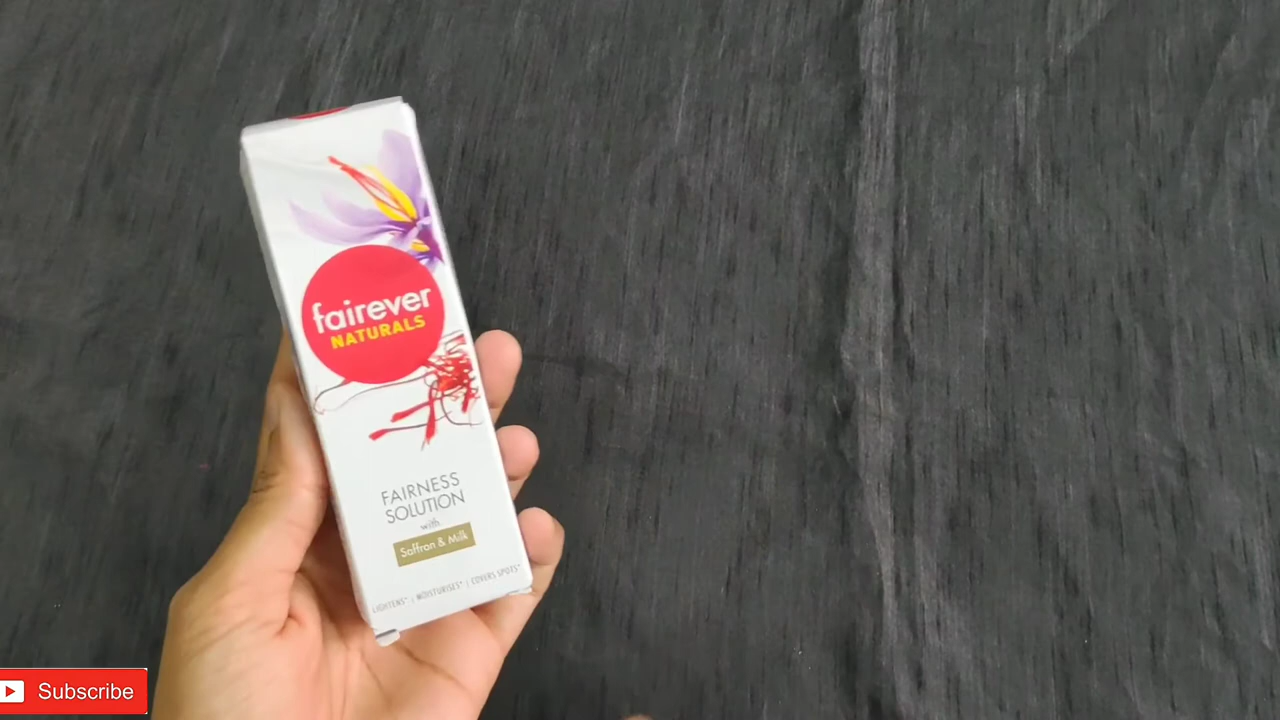 fairever
NATURALS
FAIRNESS
SOLUTION
with
Saffron & Milk
LIGHTENS* | MOISTURISES* | COVERS SPOTS*
Subscribe